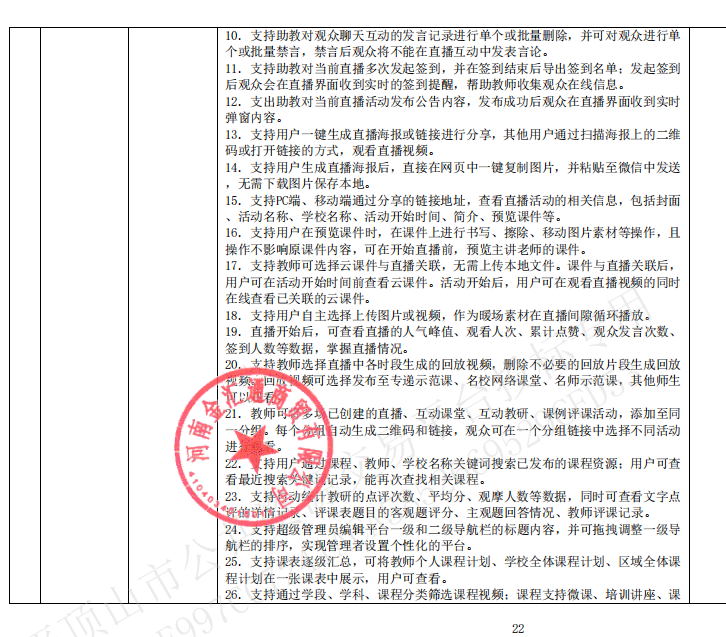 10. 支持助教对观众聊天互动的发言记录进行单个或批量删除，并可对观众进行单
个或批量禁言，禁言后观众将不能在直播互动中发表言论。
11. 支持助教对当前直播多次发起签到，并在签到结束后导出签到名单；发起签到
后观众会在直播界面收到实时的签到提醒，帮助教师收集观众在线信息。
12. 支出助教对当前直播活动发布公告内容，发布成功后观众在直播界面收到实时
弹窗内容。
13. 支持用户一键生成直播海报或链接进行分享，其他用户通过扫描海报上的二维
码或打开链接的方式，观看直播视频。
14. 支持用户生成直播海报后，直接在网页中一键复制图片，并粘贴至微信中发送
，无需下载图片保存本地。
15. 支持PC端、移动端通过分享的链接地址，查看直播活动的相关信息，包括封面
、活动名称、学校名称、活动开始时间、简介、预览课件等。
16. 支持用户在预览课件时，在课件上进行书写、擦除、移动图片素材等操作，且
操作不影响原课件内容，可在开始直播前，预览主讲老师的课件。
17. 支持教师可选择云课件与直播关联，无需上传本地文件。课件与直播关联后，
用户可在活动开始时间前查看云课件。活动开始后，用户可在观看直播视频的同时
在线查看已关联的云课件。
18. 支持用户自主选择上传图片或视频，作为暖场素材在直播间隙循环播放。
19. 直播开始后，可查看直播的人气峰值、观看人次、累计点赞、观众发言次数、
签到人数等数据，掌握直播情况。
20. 支持教师选择直播中各时段生成的回放视频，删除不必要的回放片段生成回放
视频。回放视频可选择发布至专递示范课、名校网络课堂、名师示范课，其他师生
可以观看
21. 教师可将多场已创建的直播、互动课堂、互动教研、课例评课活动，添加至同
一分组。每个分组自动生成二维码和链接，观众可在一个分组链接中选择不同活动
进行观看。
22. 支持用户通过课程、教师、学校名称关键词搜索已发布的课程资源；用户可查
看最近搜索关键词记录，能再次查找相关课程。
23. 支持自动统计教研的点评次数、平均分、观摩人数等数据，同时可查看文字点
评的详情记录、评课表题目的客观题评分、主观题回答情况、教师评课记录。
24. 支持超级管理员编辑平台一级和二级导航栏的标题内容，并可拖拽调整一级导
航栏的排序，实现管理者设置个性化的平台。
25. 支持课表逐级汇总，可将教师个人课程计划、学校全体课程计划、区域全体课
程计划在一张课表中展示，用户可查看。
26. 支持通过学段、学科、课程分类筛选课程视频；课程支持微课、培训讲座、课
河南金汇通商贸有限公司
22